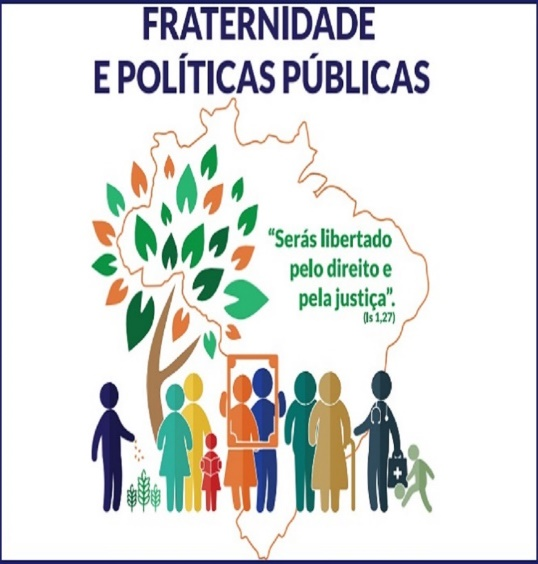 FRATERNIDADE
E POLÍTICAS PÚBLICAS
“Serás libertado
pelo direito e
pela justiça”.
(Is 1,27)